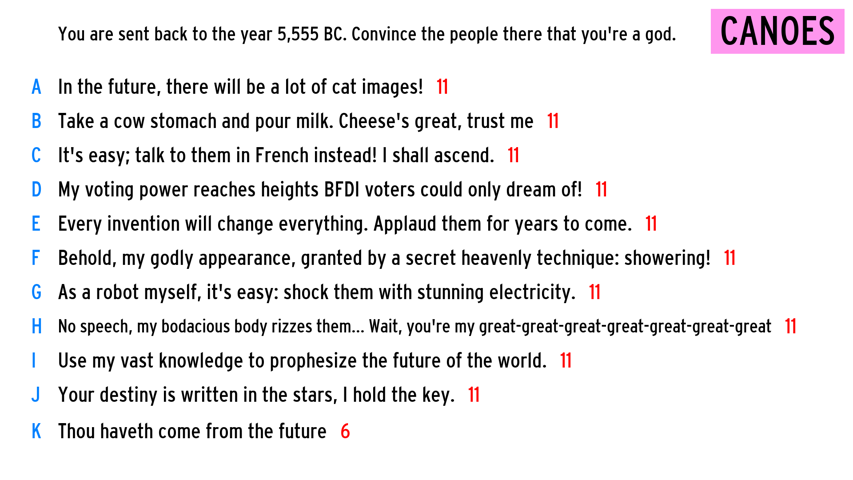 You are sent back to the year 5,555 BC. Convince the people there that you're a god.
CANOES
A In the future, there will be a lot of cat images! 11
B Take a cow stomach and pour milk. Cheese's great, trust me 11
C It's easy; talk to them in French instead! I shall ascend. 11
D My voting power reaches heights BFDI voters could only dream of! 11
E Every invention will change everything. Applaud them for years to come. 11
F Behold, my godly appearance, granted by a secret heavenly technique: showering! 11
G As a robot myself, it's easy: shock them with stunning electricity. 11
H No speech, my bodacious body rizzes them... Wait, you're my great-great-great-great-great-great-great 11
I Use my vast knowledge to prophesize the future of the world. 11
J Your destiny is written in the stars, I hold the key. 11
K Thou haveth come from the future 6